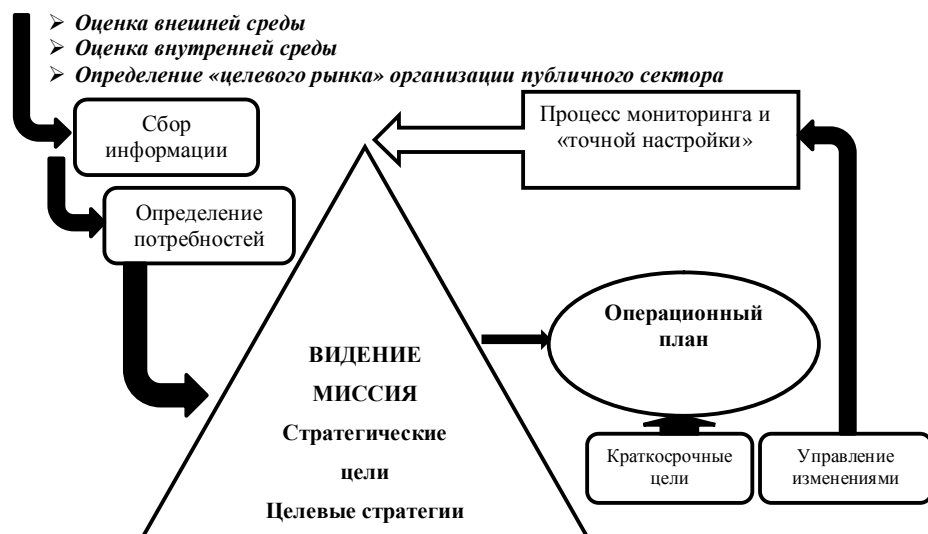 Оценка внешней среды
Оценка внутренней среды
Определение «целевого рынка» организации публичного сектора
Сбор
информации
Процесс мониторинга и
«точной настройки»
Определение
потребностей
Операционный
план
ВИДЕНИЕ
МИССИЯ
Стратегические
цели
Целевые стратегии
Краткосрочные
цели
Управление
изменениями